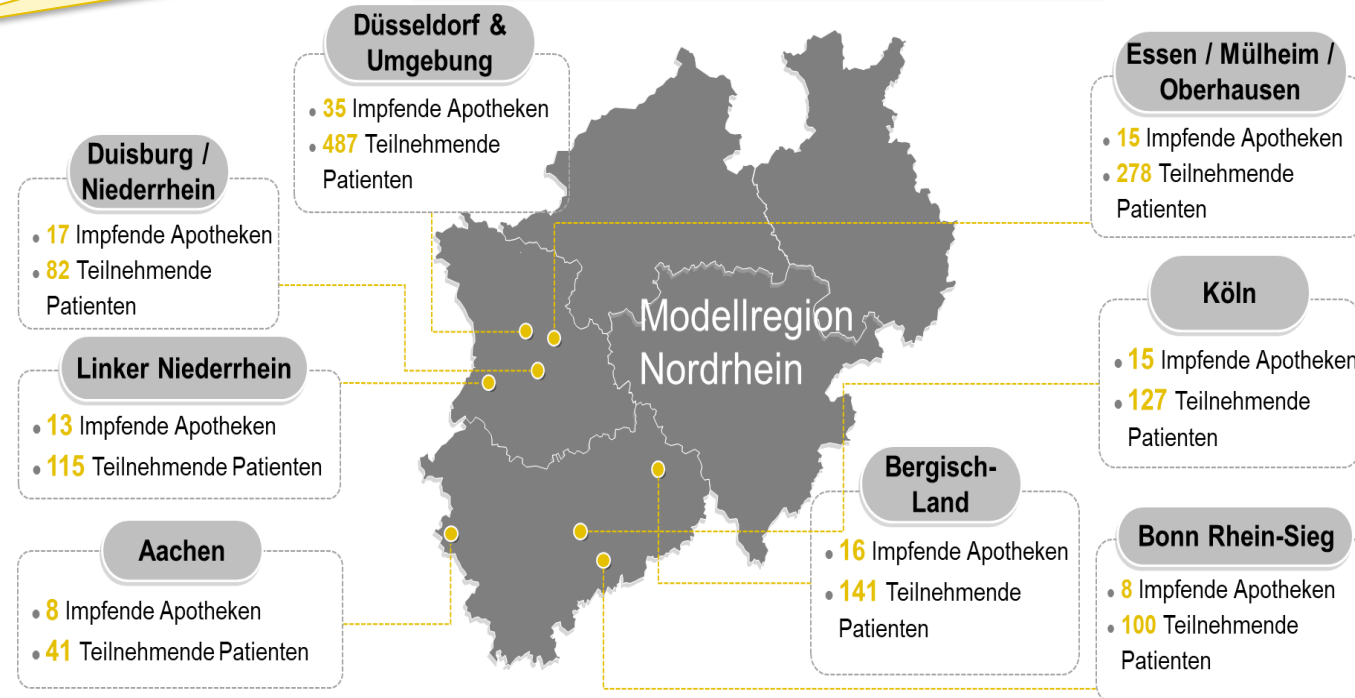 Düsseldorf &
Umgebung
• 35 Impfende Apotheken
• 487 Teilnehmende
Patienten
Essen / Mülheim /
Oberhausen
• 15 Impfende Apotheken
• 278 Teilnehmende
Patienten
Duisburg /
Niederrhein
• 17 Impfende Apotheken
• 82 Teilnehmende
Patienten
Köln
• 15 Impfende Apotheken
• 127 Teilnehmende
Patienten
Modellregion
Nordrhein
Linker Niederrhein
• 13 Impfende Apotheken
• 115 Teilnehmende Patienten
Bergisch-
Land
• 16 Impfende Apotheken
• 141 Teilnehmende
Patienten
Aachen
• 8 Impfende Apotheken
• 41 Teilnehmende Patienten
Bonn Rhein-Sieg
• 8 Impfende Apotheken
• 100 Teilnehmende
Patienten